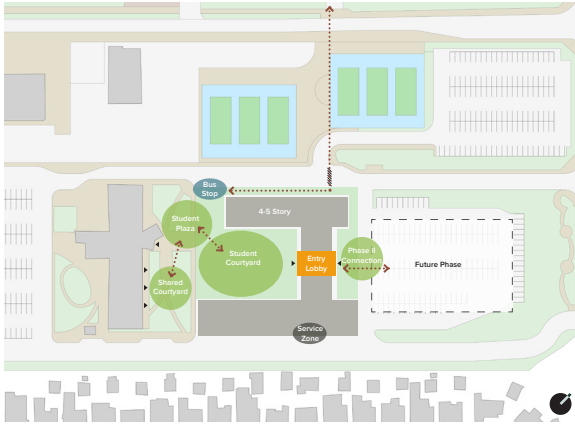 Bus
Stop
4-5 Story
Student
Plaza
Student
Courtyard
Entry
Lobby
Phase II
Connection
Future Phase
Shared
Courtyard
Service
Zone